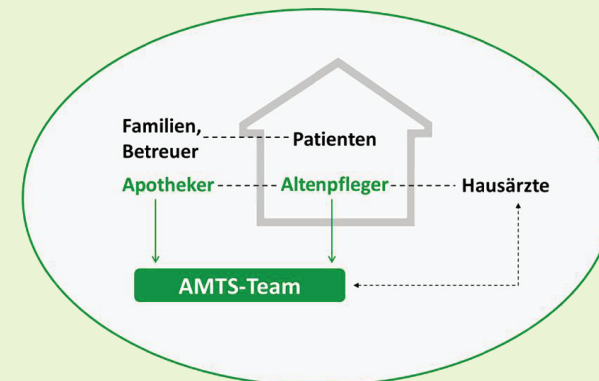 Familien,
Betreuer
Patienten
Apotheker
Altenpfleger
Hausärzte
AMTS-Team